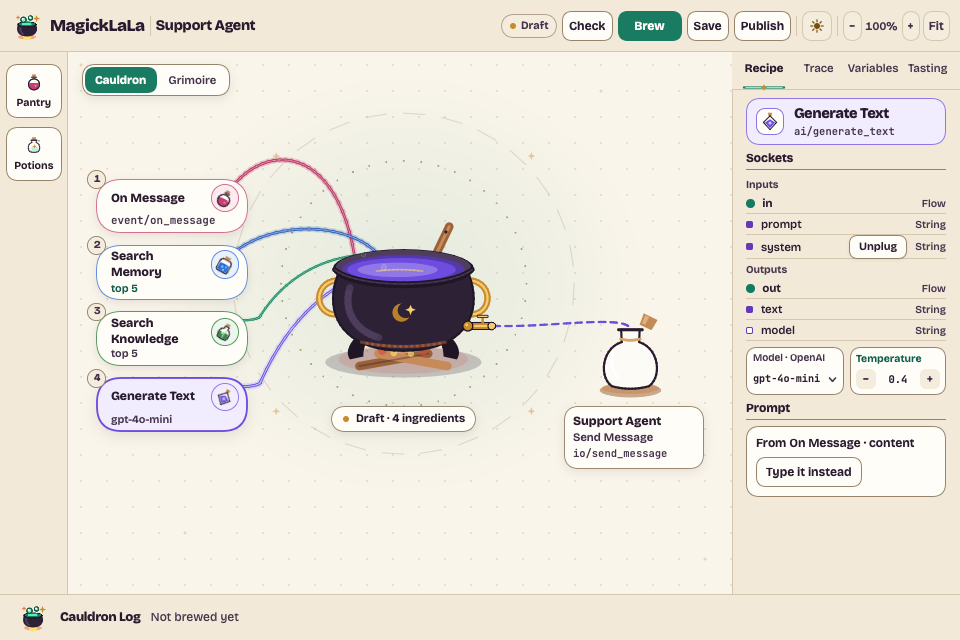 MagickLaLa
Support Agent
Draft
Check
Brew
Save
Publish
−
100%
+
Fit
Pantry
Potions
Cauldron
Grimoire
1
On Message
event/on_message
2
Search
Memory
top 5
3
Search
Knowledge
top 5
4
Generate Text
gpt-4o-mini
Draft · 4 ingredients
Support Agent
Send Message
io/send_message
Recipe
Trace
Variables
Tasting
Generate Text
ai/generate_text
Sockets
Inputs
in Flow
prompt String
system Unplug String
Outputs
out Flow
text String
model String
Model · OpenAI
gpt-4o-mini
Temperature
− 0.4 +
Prompt
From On Message · content
Type it instead
Cauldron Log Not brewed yet